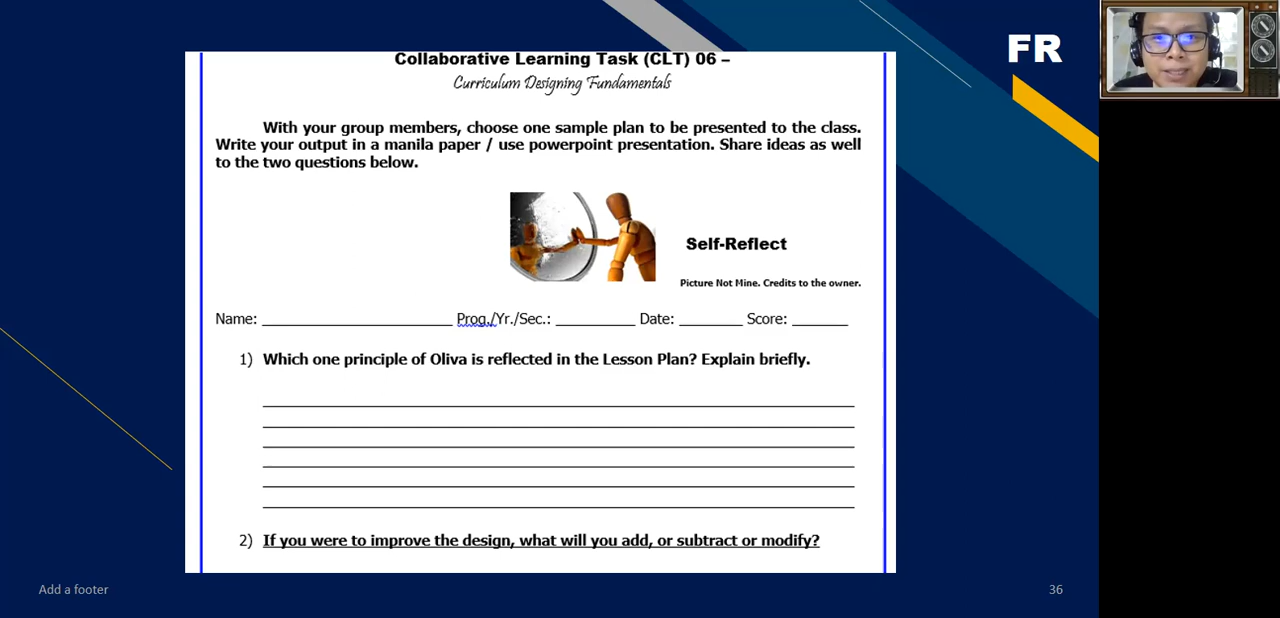 FR
Collaborative Learning Task (CLT) 06 –
Curriculum Designing Fundamentals
With your group members, choose one sample plan to be presented to the class.
Write your output in a manila paper / use powerpoint presentation. Share ideas as well
to the two questions below.
Self-Reflect
Picture Not Mine. Credits to the owner.
Name: ____________________ Prog./Yr./Sec.: __________ Date: ________ Score: _______
1) Which one principle of Oliva is reflected in the Lesson Plan? Explain briefly.
2) If you were to improve the design, what will you add, or subtract or modify?
Add a footer
36